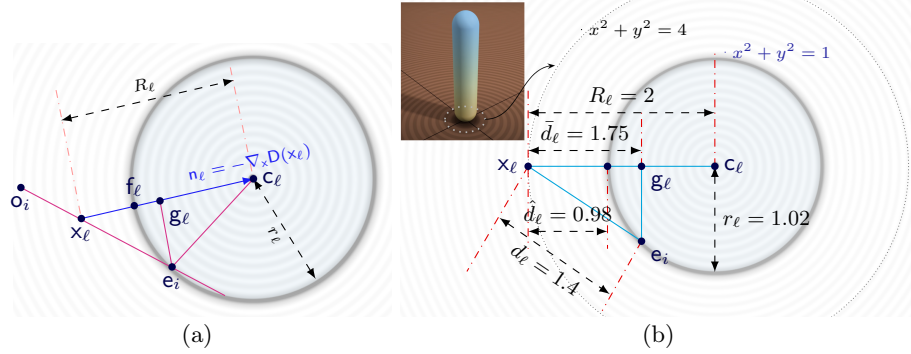 R_ℓ
n_ℓ = −∇_x D(x_ℓ)
o_i
f_ℓ
c_ℓ
x_ℓ
g_ℓ
r_ℓ
e_i
(a)
x² + y² = 4
x² + y² = 1
R_ℓ = 2
d̄_ℓ = 1.75
x_ℓ
g_ℓ
c_ℓ
d̂_ℓ = 0.98
r_ℓ = 1.02
e_i
d_ℓ = 1.4
(b)